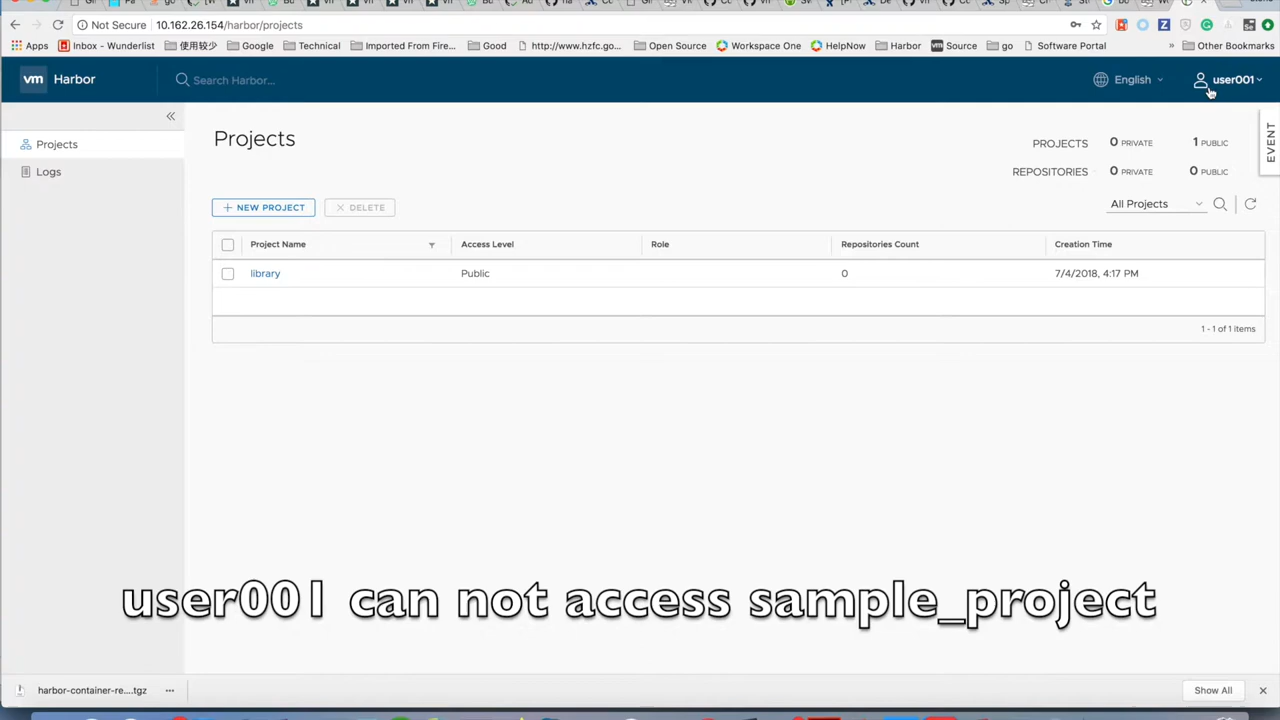 Not Secure 10.162.26.154/harbor/projects
Apps Inbox - Wunderlist 使用较少 Google Technical Imported From Fire... Good http://www.hzfc.go... Open Source Workspace One HelpNow Harbor vm Source go Software Portal » Other Bookmarks
vm Harbor Search Harbor... English user001
«
Projects
Logs
EVENT
Projects
PROJECTS 0 PRIVATE 1 PUBLIC
REPOSITORIES 0 PRIVATE 0 PUBLIC
+ NEW PROJECT × DELETE All Projects
Project Name Access Level Role Repositories Count Creation Time
library Public 0 7/4/2018, 4:17 PM
1 - 1 of 1 items
user001 can not access sample_project
harbor-container-re....tgz Show All